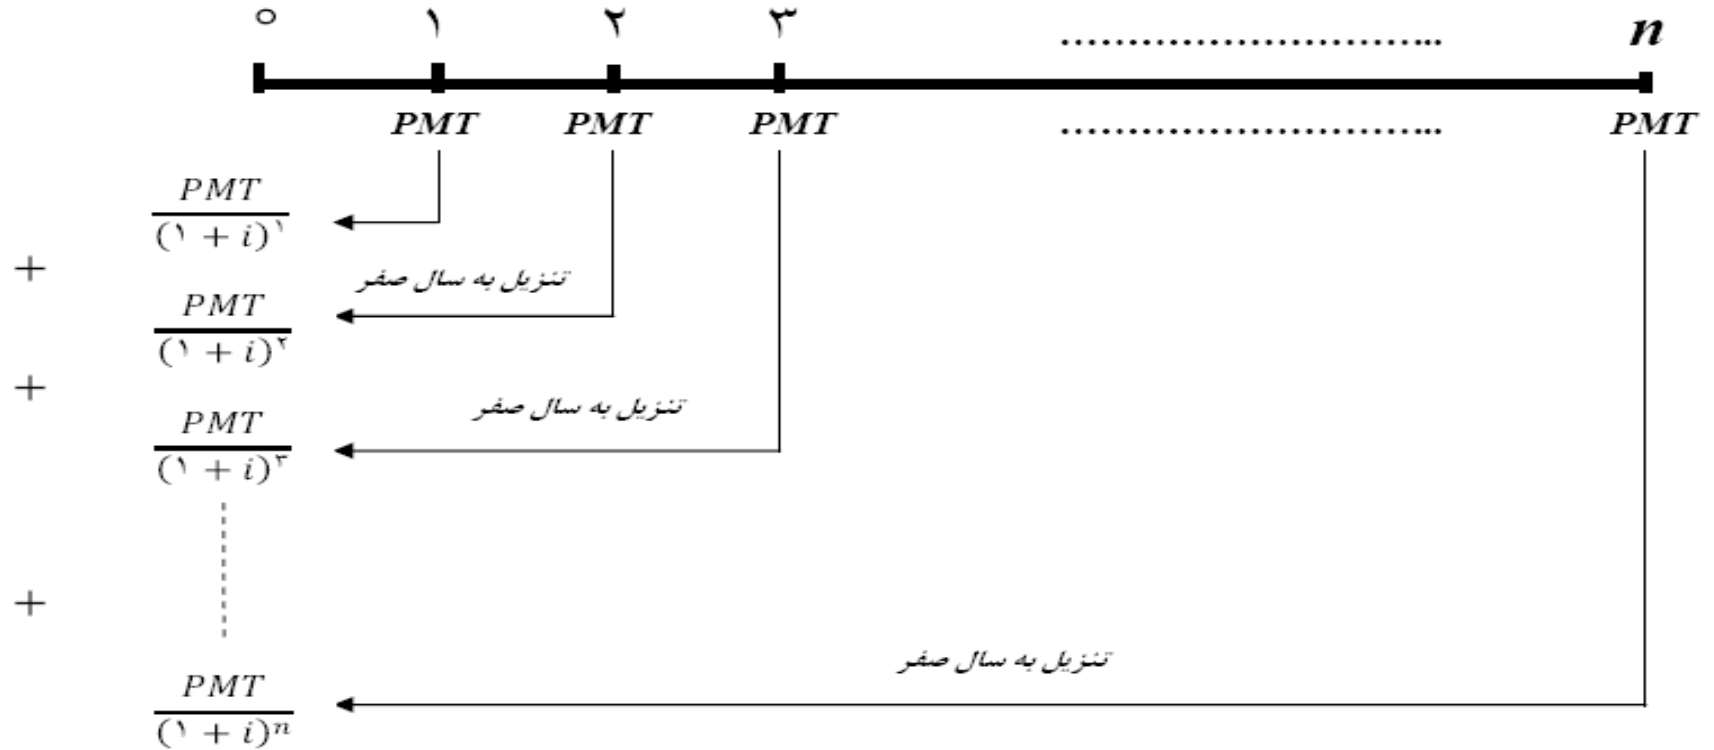 ۰ ۱ ۲ ۳ ................................ n
PMT PMT PMT ................................ PMT
PMT
(۱ + i)^۱
+
تنزیل به سال صفر
PMT
(۱ + i)^۲
+
تنزیل به سال صفر
PMT
(۱ + i)^۳
+
تنزیل به سال صفر
PMT
(۱ + i)^n